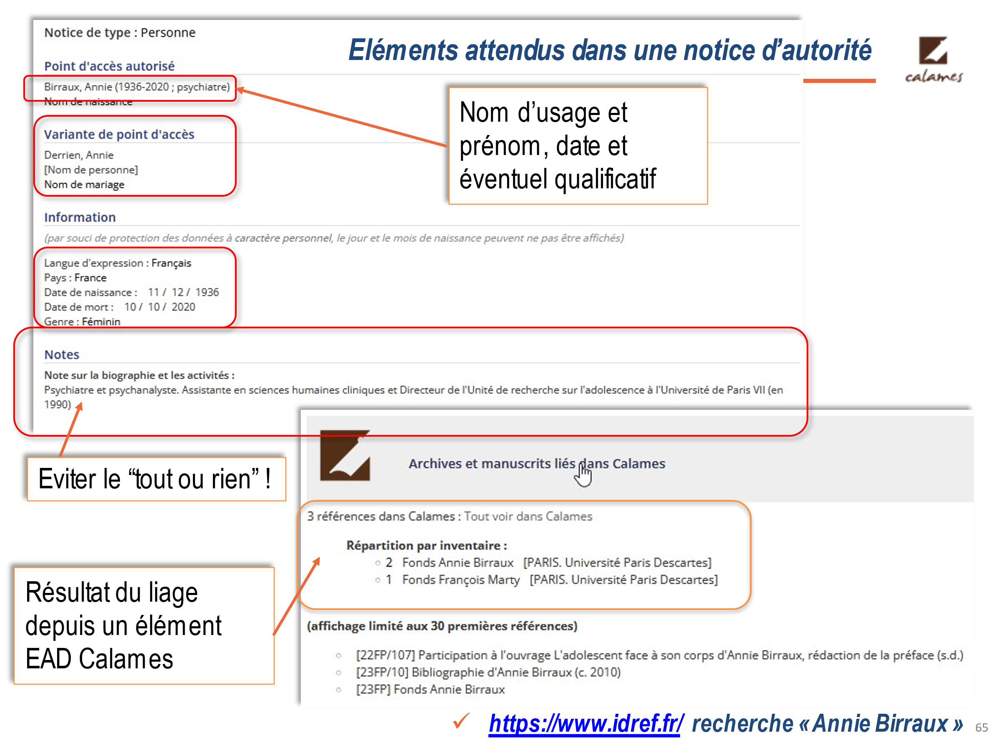 Notice de type : Personne
Eléments attendus dans une notice d’autorité
calames
Point d'accès autorisé
Birraux, Annie (1936-2020 ; psychiatre)
Nom de naissance
Nom d’usage et
prénom, date et
éventuel qualificatif
Variante de point d'accès
Derrien, Annie
[Nom de personne]
Nom de mariage
Information
(par souci de protection des données à caractère personnel, le jour et le mois de naissance peuvent ne pas être affichés)
Langue d'expression : Français
Pays : France
Date de naissance : 11 / 12 / 1936
Date de mort : 10 / 10 / 2020
Genre : Féminin
Notes
Note sur la biographie et les activités :
Psychiatre et psychanalyste. Assistante en sciences humaines cliniques et Directeur de l'Unité de recherche sur l'adolescence à l'Université de Paris VII (en
1990)
Eviter le “tout ou rien” !
Archives et manuscrits liés dans Calames
3 références dans Calames : Tout voir dans Calames
Répartition par inventaire :
2 Fonds Annie Birraux [PARIS. Université Paris Descartes]
1 Fonds François Marty [PARIS. Université Paris Descartes]
Résultat du liage
depuis un élément
EAD Calames
(affichage limité aux 30 premières références)
[22FP/107] Participation à l'ouvrage L'adolescent face à son corps d'Annie Birraux, rédaction de la préface (s.d.)
[23FP/10] Bibliographie d'Annie Birraux (c. 2010)
[23FP] Fonds Annie Birraux
✓ https://www.idref.fr/ recherche « Annie Birraux »
65